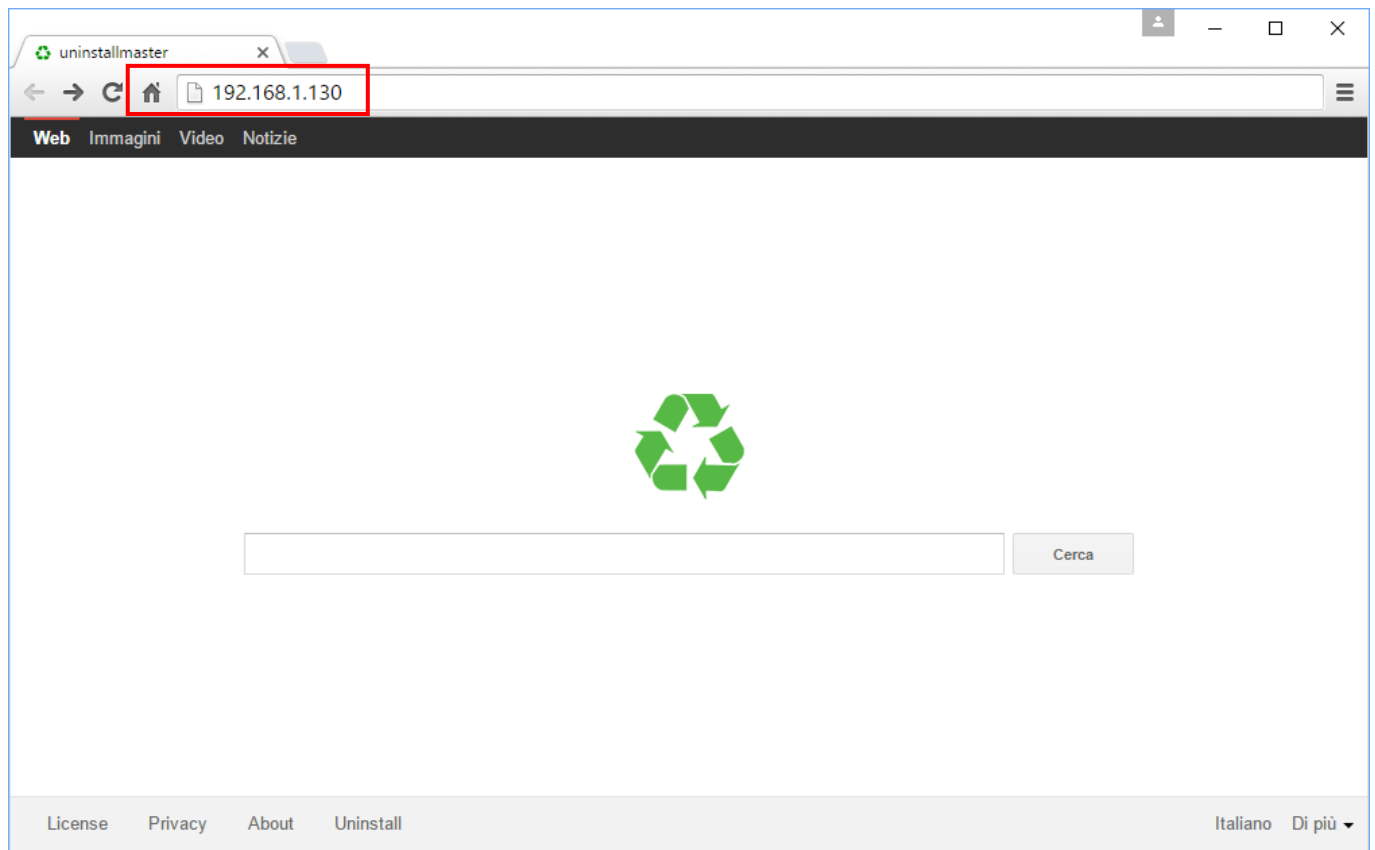 uninstallmaster
192.168.1.130
Web Immagini Video Notizie
Cerca
License Privacy About Uninstall Italiano Di più